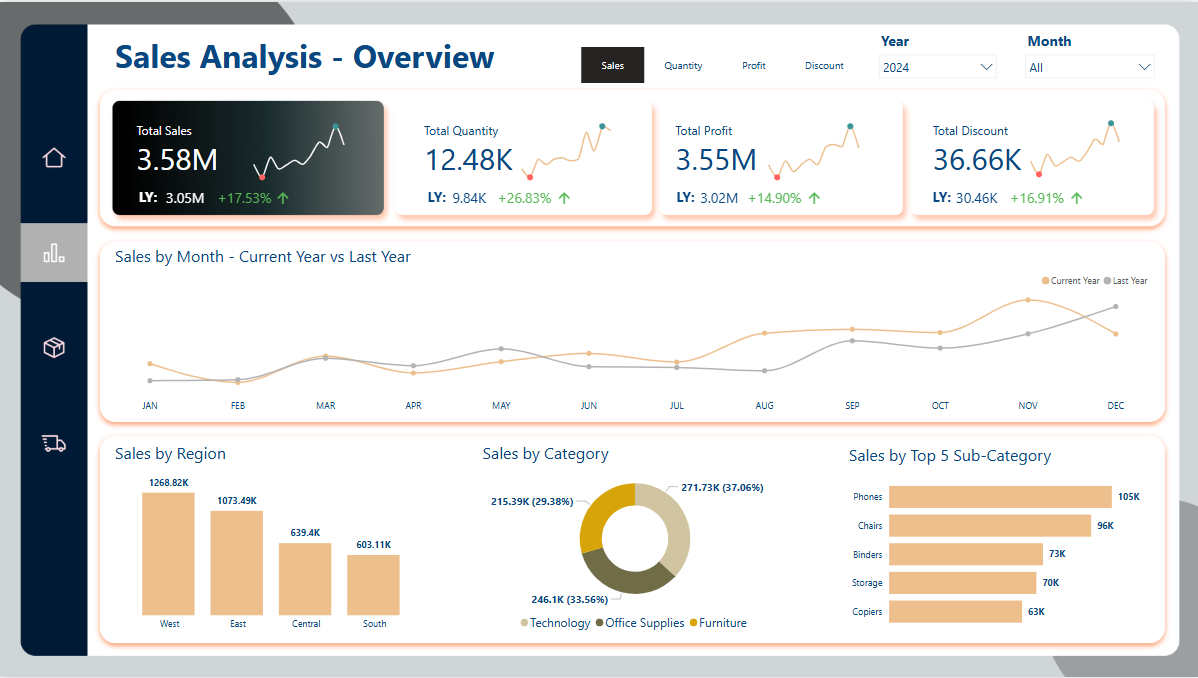 Sales Analysis - Overview
Sales
Quantity
Profit
Discount
Year
2024
Month
All
Total Sales
3.58M
LY: 3.05M +17.53%
Total Quantity
12.48K
LY: 9.84K +26.83%
Total Profit
3.55M
LY: 3.02M +14.90%
Total Discount
36.66K
LY: 30.46K +16.91%
Sales by Month - Current Year vs Last Year
Current Year Last Year
JAN FEB MAR APR MAY JUN JUL AUG SEP OCT NOV DEC
Sales by Region
1268.82K
1073.49K
639.4K
603.11K
West East Central South
Sales by Category
271.73K (37.06%)
215.39K (29.38%)
246.1K (33.56%)
Technology Office Supplies Furniture
Sales by Top 5 Sub-Category
Phones 105K
Chairs 96K
Binders 73K
Storage 70K
Copiers 63K